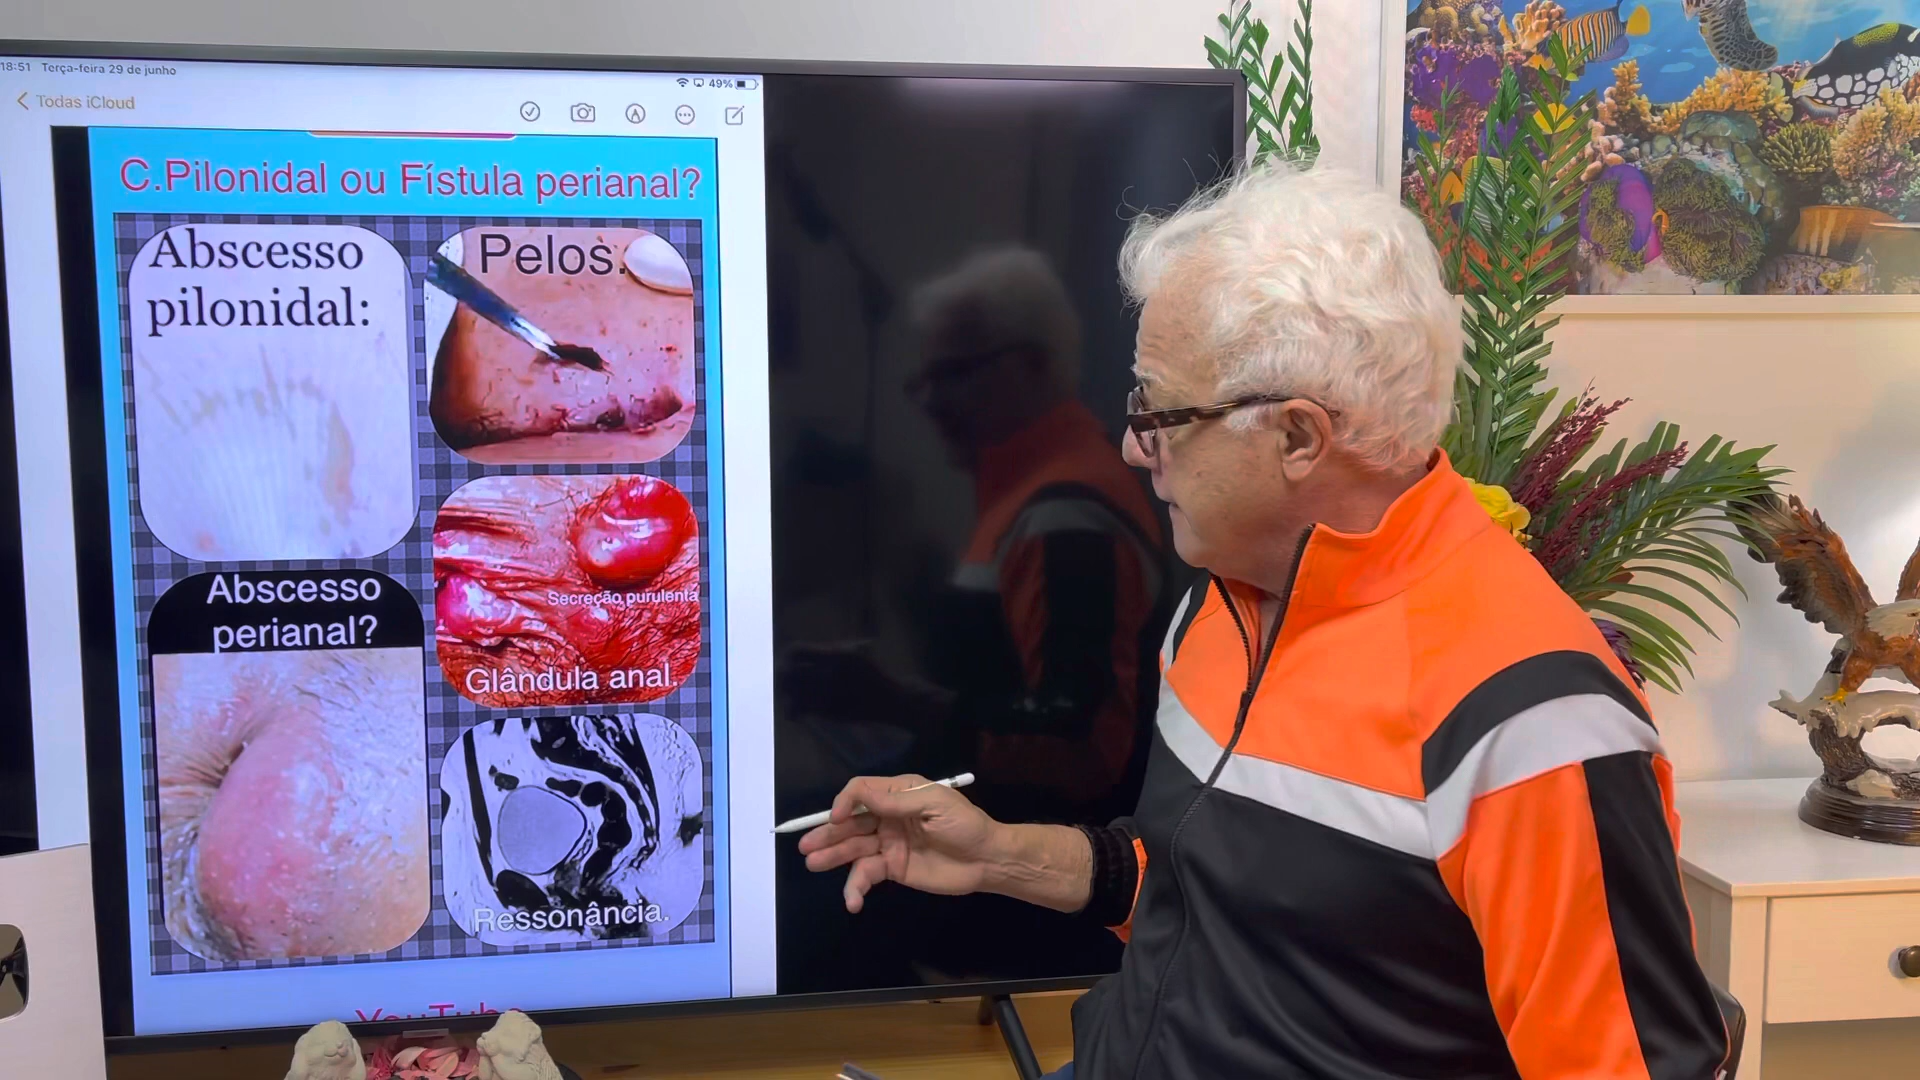 18:51 Terça-feira 29 de junho
49%
Todas iCloud
C.Pilonidal ou Fístula perianal?
Abscesso
pilonidal:
Pelos.
Secreção purulenta
Glândula anal.
Abscesso
perianal?
Ressonância.
YouTube